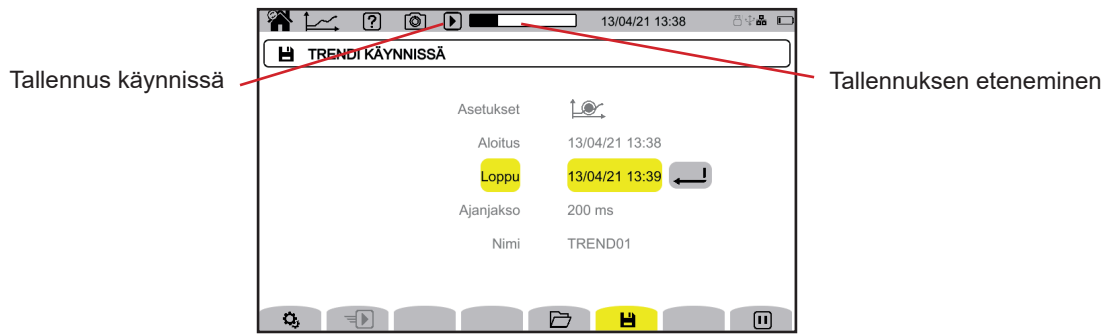 13/04/21 13:38
TRENDI KÄYNNISSÄ
Tallennus käynnissä
Tallennuksen eteneminen
Asetukset
Aloitus 13/04/21 13:38
Loppu 13/04/21 13:39
Ajanjakso 200 ms
Nimi TREND01